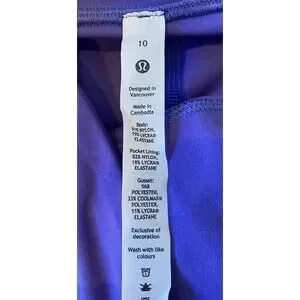 10
Designed in
Vancouver
Made in
Cambodia
Body:
81% NYLON,
19% LYCRA®
ELASTANE
Pocket Lining:
82% NYLON,
18% LYCRA®
ELASTANE
Gusset:
56%
POLYESTER,
33% COOLMAX®
POLYESTER,
11% LYCRA®
ELASTANE
Exclusive of
decoration
Wash with like
colours